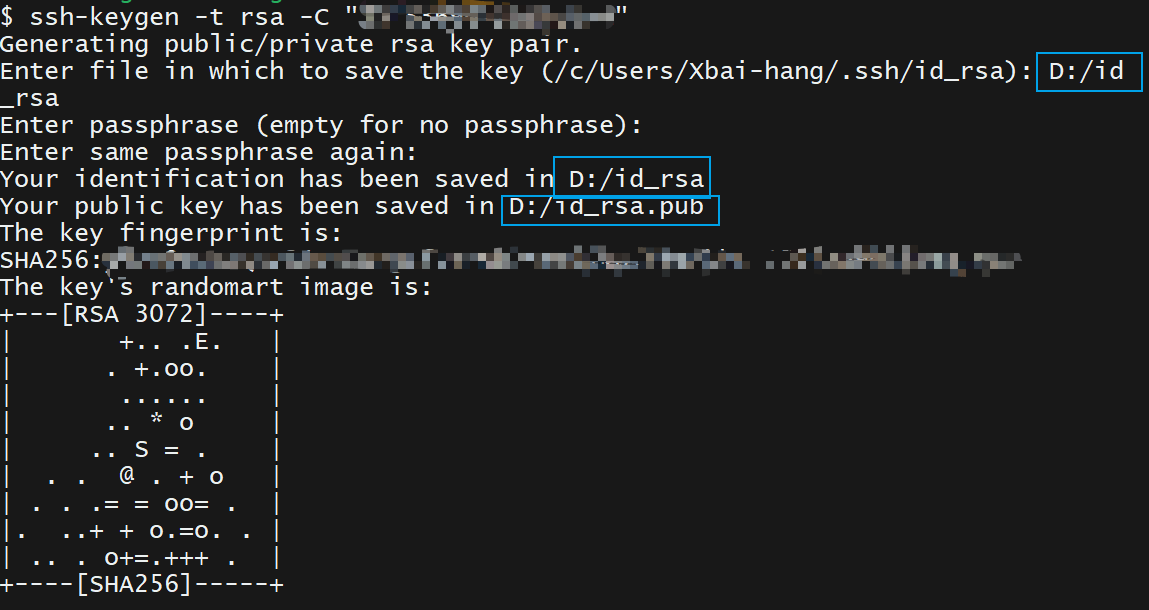 $ ssh-keygen -t rsa -C ""
Generating public/private rsa key pair.
Enter file in which to save the key (/c/Users/Xbai-hang/.ssh/id_rsa): D:/id
_rsa
Enter passphrase (empty for no passphrase):
Enter same passphrase again:
Your identification has been saved in D:/id_rsa
Your public key has been saved in D:/id_rsa.pub
The key fingerprint is:
SHA256:
The key's randomart image is:
+---[RSA 3072]----+
|       +.. .E.   |
|      . +.oo.    |
|       ......    |
|      .. * o     |
|     .. S = .    |
|  . .  @ . + o   |
| . . .= = oo= .  |
|.  ..+ + o.=o. . |
| .. . o+=.+++ .  |
+----[SHA256]-----+